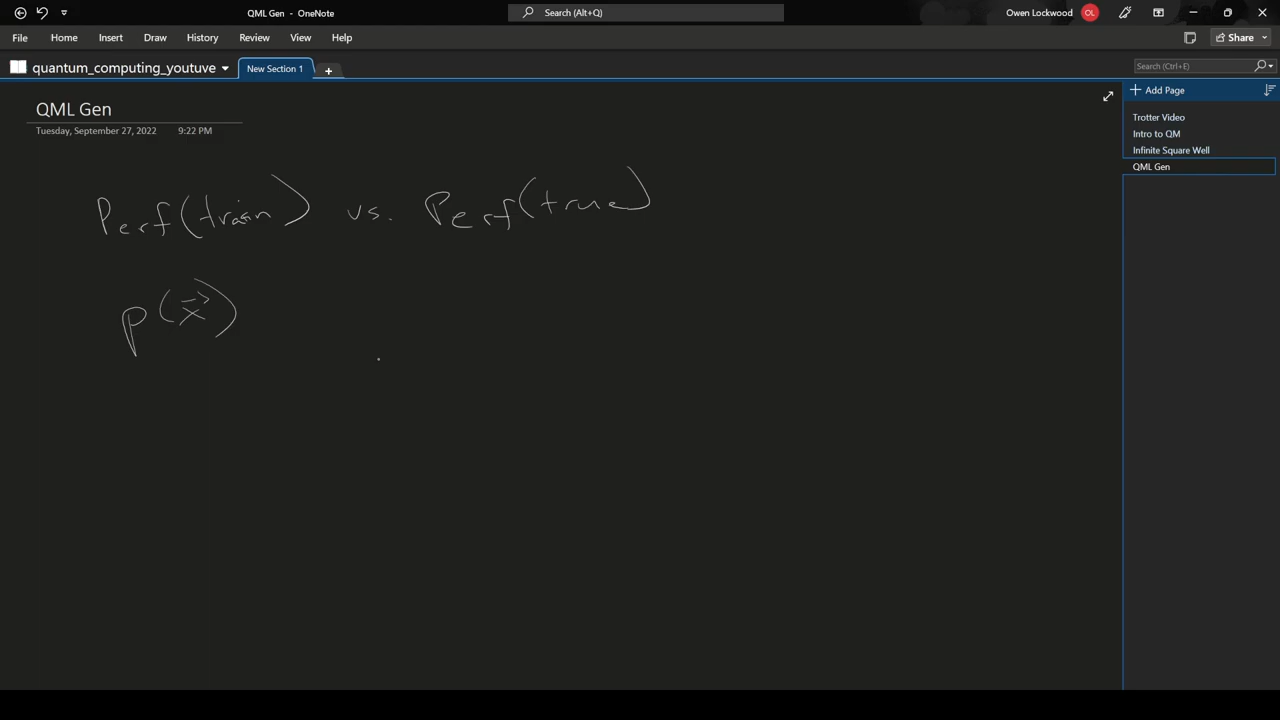 QML Gen - OneNote
Search (Alt+Q)
Owen Lockwood OL
File Home Insert Draw History Review View Help
Share
quantum_computing_youtuve
New Section 1
+
Search (Ctrl+E)
QML Gen
Tuesday, September 27, 2022 9:22 PM
Perf(train) vs. Perf(true)
p(x⃗)
+ Add Page
Trotter Video
Intro to QM
Infinite Square Well
QML Gen